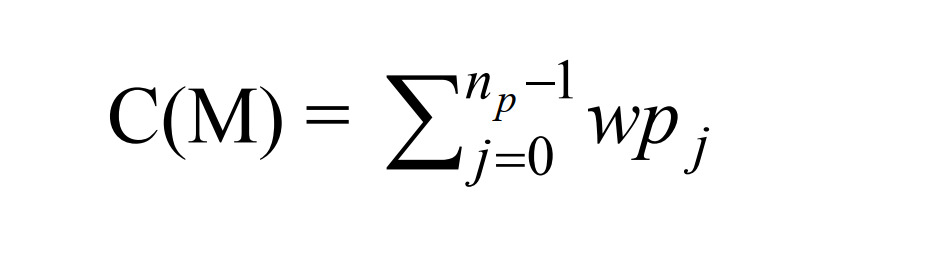 C(M) = ∑_{j=0}^{n_p−1} wp_j